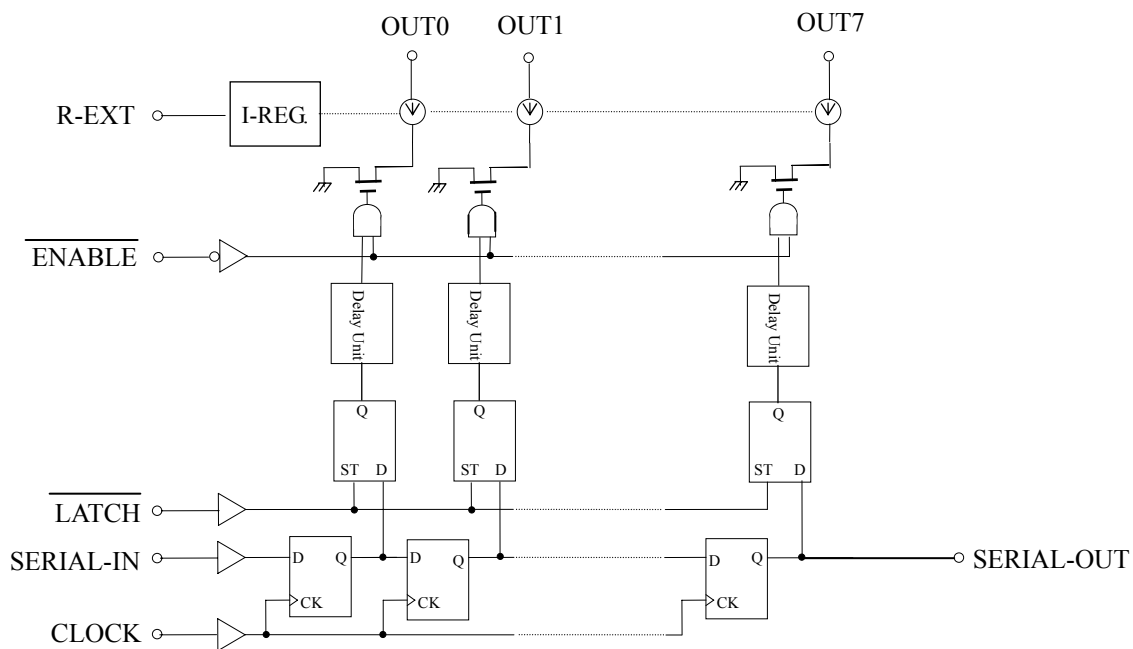 OUT0
OUT1
OUT7
R-EXT
I-REG.
ENABLE
Delay Unit
Delay Unit
Delay Unit
Q
Q
Q
ST D
ST D
ST D
LATCH
SERIAL-IN
D Q
D Q
D Q
SERIAL-OUT
CK
CK
CK
CLOCK